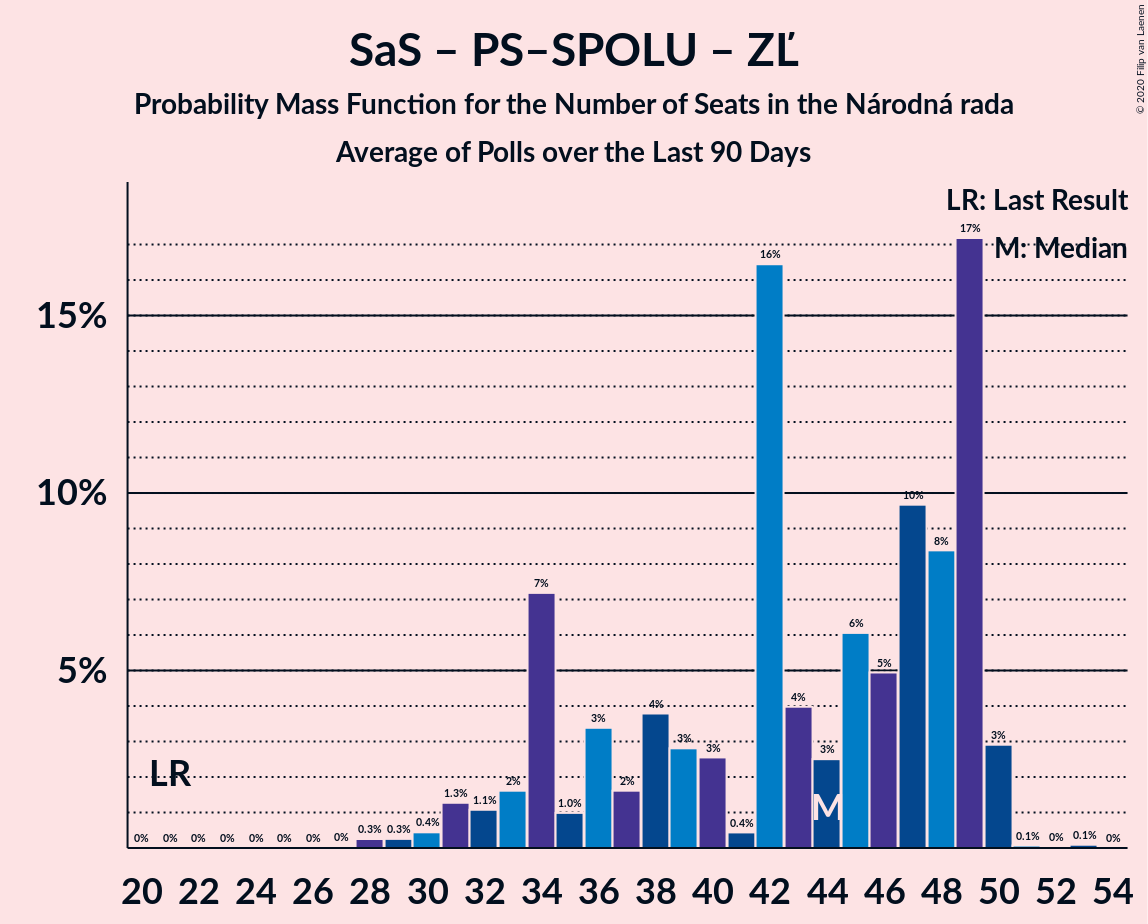 SaS – PS–SPOLU – ZĽ
Probability Mass Function for the Number of Seats in the Národná rada
Average of Polls over the Last 90 Days
© 2020 Filip van Laenen
LR: Last Result
M: Median
15%
10%
5%
LR
M
0% 0% 0% 0% 0% 0% 0% 0% 0.3% 0.3% 0.4% 1.3% 1.1% 2% 7% 1.0% 3% 2% 4% 3% 3% 0.4% 16% 4% 3% 6% 5% 10% 8% 17% 3% 0.1% 0% 0.1% 0%
20 22 24 26 28 30 32 34 36 38 40 42 44 46 48 50 52 54